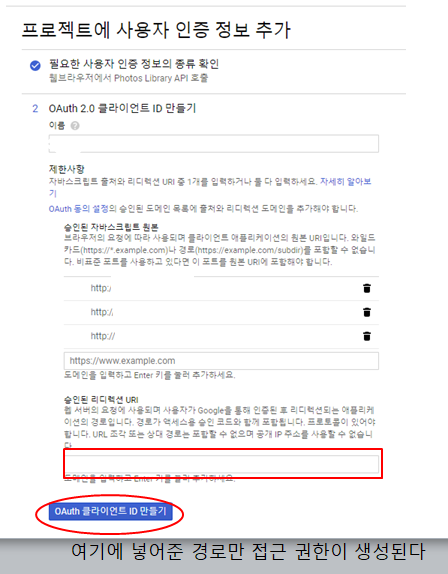 프로젝트에 사용자 인증 정보 추가
필요한 사용자 인증 정보의 종류 확인
웹브라우저에서 Photos Library API 호출
2 OAuth 2.0 클라이언트 ID 만들기
이름 ?
제한사항
자바스크립트 출처와 리디렉션 URI 중 1개를 입력하거나 둘 다 입력하세요. 자세히 알아보
기
OAuth 동의 설정의 승인된 도메인 목록에 출처와 리디렉션 도메인을 추가해야 합니다.
승인된 자바스크립트 원본
브라우저의 요청에 따라 사용되며 클라이언트 애플리케이션의 원본 URI입니다. 와일드
카드(https://*.example.com)나 경로(https://example.com/subdir)를 포함할 수 없습니
다. 비표준 포트를 사용하고 있다면 이 포트를 원본 URI에 포함해야 합니다.
http:/
http:/
http://
https://www.example.com
도메인을 입력하고 Enter 키를 눌러 추가하세요.
승인된 리디렉션 URI
웹 서버의 요청에 사용되며 사용자가 Google을 통해 인증된 후 리디렉션되는 애플리케이
션의 경로입니다. 경로가 액세스용 승인 코드와 함께 포함됩니다. 프로토콜이 있어야
합니다. URL 조각 또는 상대 경로는 포함할 수 없으며 공개 IP 주소를 사용할 수 없습니
다.
도메인을 입력하고 Enter 키를 눌러 추가하세요.
OAuth 클라이언트 ID 만들기
여기에 넣어준 경로만 접근 권한이 생성된다